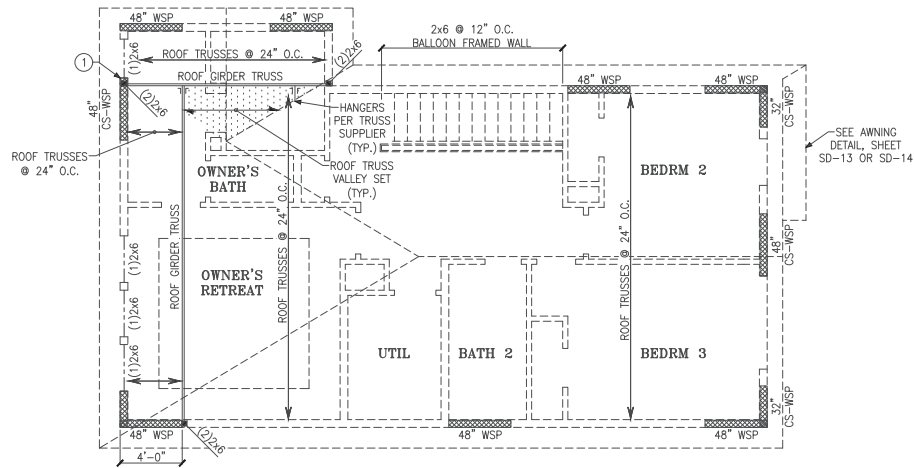 48" WSP
48" WSP
2x6 @ 12" O.C.
BALLOON FRAMED WALL
ROOF TRUSSES @ 24" O.C.
(1)2x6
(2)2x6
1
ROOF GIRDER TRUSS
48" WSP
48" WSP
(2)2x6
48"
CS-WSP
32"
CS-WSP
HANGERS
PER TRUSS
SUPPLIER
(TYP.)
SEE AWNING
DETAIL, SHEET
SD-13 OR SD-14
ROOF TRUSSES
@ 24" O.C.
ROOF TRUSS
VALLEY SET
(TYP.)
OWNER'S
BATH
BEDRM 2
ROOF GIRDER TRUSS
ROOF TRUSSES @ 24" O.C.
ROOF TRUSSES @ 24" O.C.
48"
CS-WSP
(1)2x6
OWNER'S
RETREAT
(1)2x6
UTIL
BATH 2
BEDRM 3
(1)2x6
32"
CS-WSP
48" WSP
(2)2x6
48" WSP
48" WSP
4'-0"